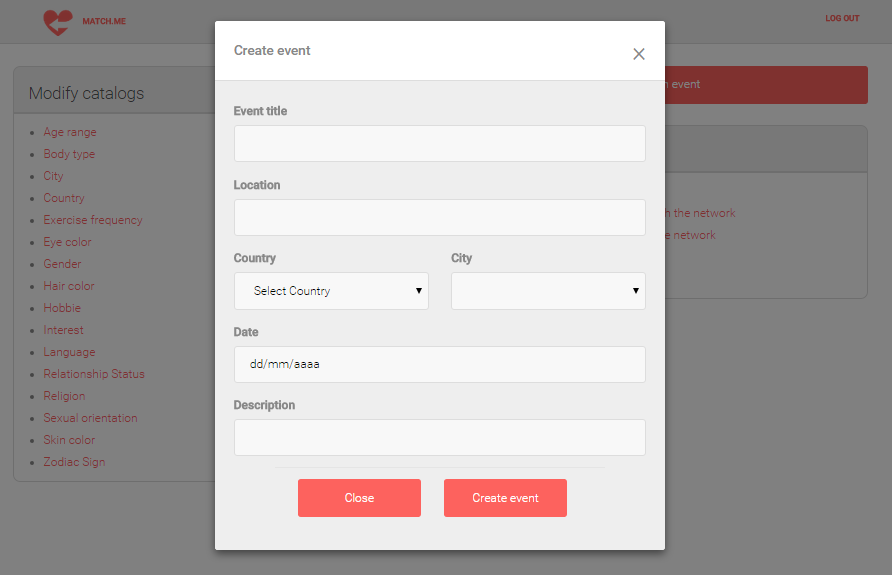 MATCH.ME
LOG OUT
Create event
×
event
Modify catalogs
Age range
Body type
City
Country
Exercise frequency
Eye color
Gender
Hair color
Hobbie
Interest
Language
Relationship Status
Religion
Sexual orientation
Skin color
Zodiac Sign
Event title
Location
Country
City
Select Country
Date
dd/mm/aaaa
Description
Close
Create event
the network
network